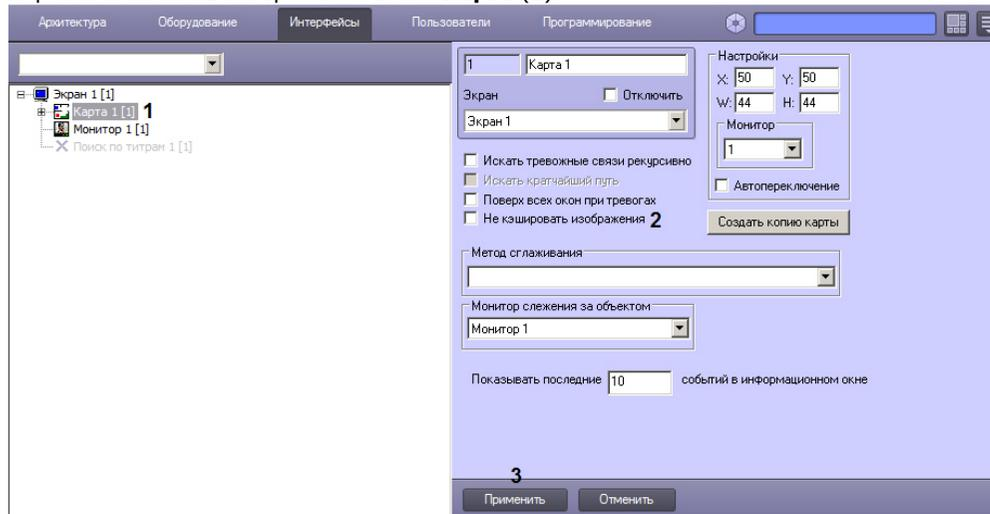 Архитектура Оборудование Интерфейсы Пользователи Программирование
Экран 1 [1]
Карта 1 [1] 1
Монитор 1 [1]
Поиск по титрам 1 [1]
1 Карта 1
Экран Отключить
Экран 1
Искать тревожные связи рекурсивно
Искать кратчайший путь
Поверх всех окон при тревогах
Не кэшировать изображения 2
Настройки
X: 50 Y: 50
W: 44 H: 44
Монитор
1
Автопереключение
Создать копию карты
Метод сглаживания
Монитор слежения за объектом
Монитор 1
Показывать последние 10 событий в информационном окне
3
Применить Отменить